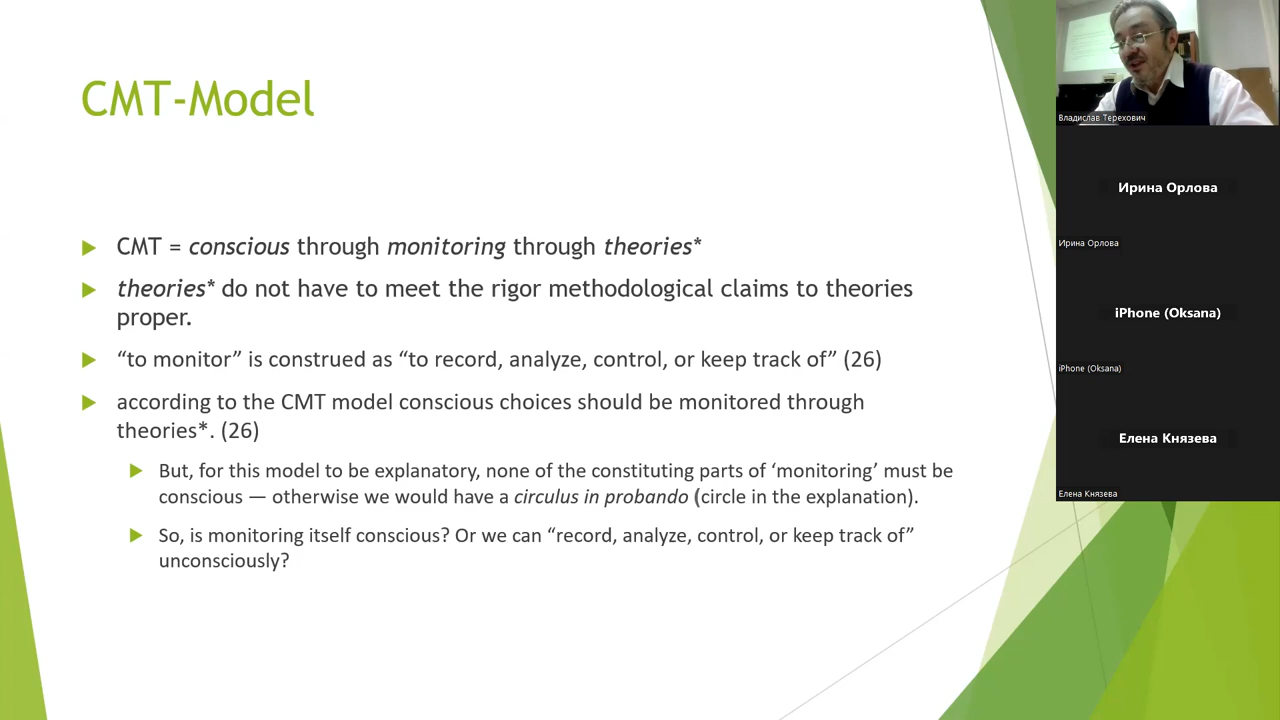 CMT-Model
CMT = conscious through monitoring through theories*
theories* do not have to meet the rigor methodological claims to theories
proper.
“to monitor” is construed as “to record, analyze, control, or keep track of” (26)
according to the CMT model conscious choices should be monitored through
theories*. (26)
But, for this model to be explanatory, none of the constituting parts of ‘monitoring’ must be
conscious — otherwise we would have a circulus in probando (circle in the explanation).
So, is monitoring itself conscious? Or we can “record, analyze, control, or keep track of”
unconsciously?
Владислав Терехович
Ирина Орлова
Ирина Орлова
iPhone (Oksana)
iPhone (Oksana)
Елена Князева
Елена Князева